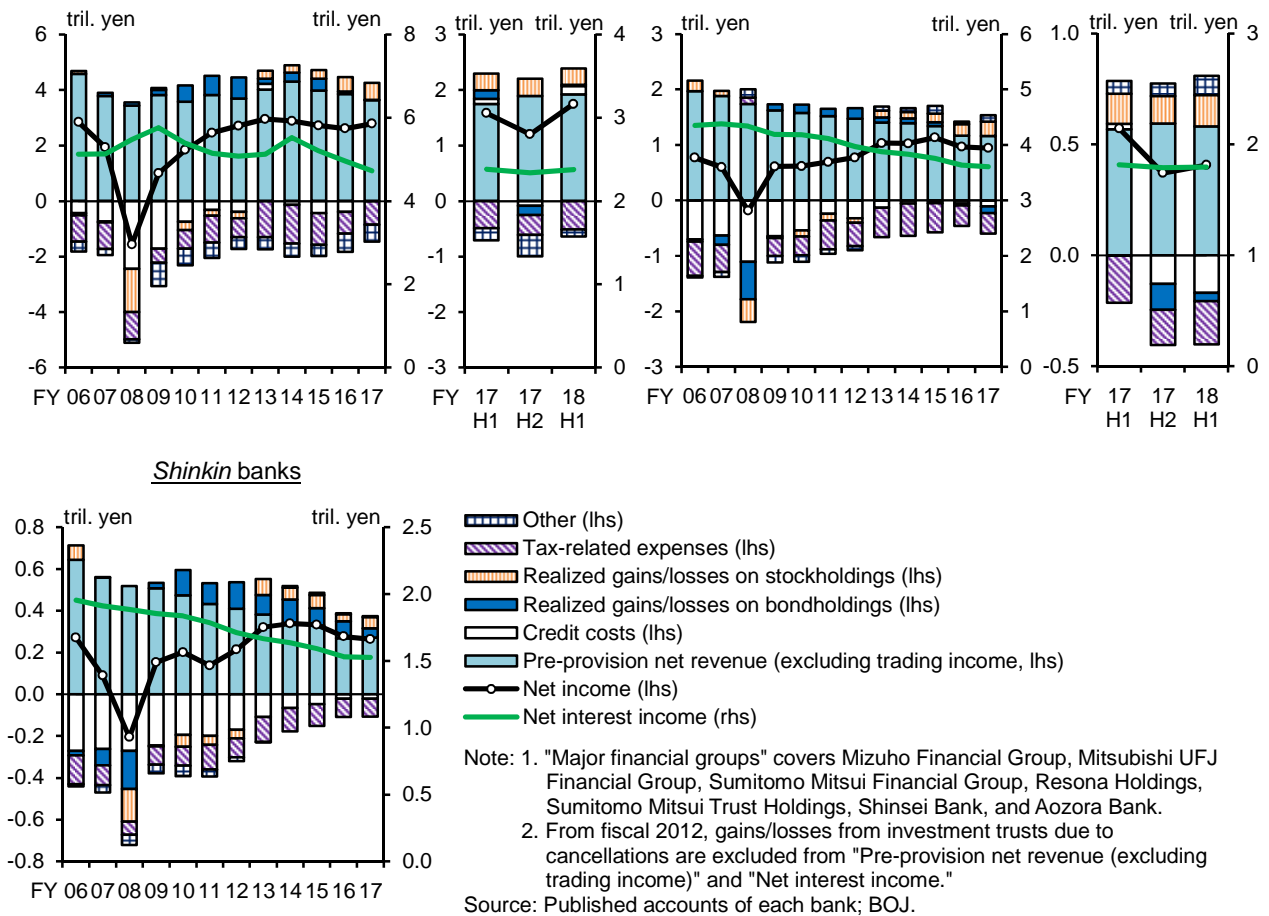 tril. yen tril. yen
6 8
4 7
2
0 4
-2
-4 2
-6 0
FY 06 07 08 09 10 11 12 13 14 15 16 17
tril. yen tril. yen
3 4
2
1 3
0 2
-1 1
-2
-3 0
FY 17 17 18
H1 H2 H1
tril. yen tril. yen
3 6
2 5
1 4
0 3
-1 2
-2 1
-3 0
FY 06 07 08 09 10 11 12 13 14 15 16 17
tril. yen tril. yen
1.0 3
0.5 2
0.0 1
-0.5 0
FY 17 17 18
H1 H2 H1
Shinkin banks
tril. yen tril. yen
0.8 2.5
0.6
0.4 2.0
0.2 1.5
0.0
-0.2 1.0
-0.4
-0.6 0.5
-0.8 0.0
FY 06 07 08 09 10 11 12 13 14 15 16 17
Other (lhs)
Tax-related expenses (lhs)
Realized gains/losses on stockholdings (lhs)
Realized gains/losses on bondholdings (lhs)
Credit costs (lhs)
Pre-provision net revenue (excluding trading income, lhs)
Net income (lhs)
Net interest income (rhs)
Note: 1. "Major financial groups" covers Mizuho Financial Group, Mitsubishi UFJ
Financial Group, Sumitomo Mitsui Financial Group, Resona Holdings,
Sumitomo Mitsui Trust Holdings, Shinsei Bank, and Aozora Bank.
2. From fiscal 2012, gains/losses from investment trusts due to
cancellations are excluded from "Pre-provision net revenue (excluding
trading income)" and "Net interest income."
Source: Published accounts of each bank; BOJ.